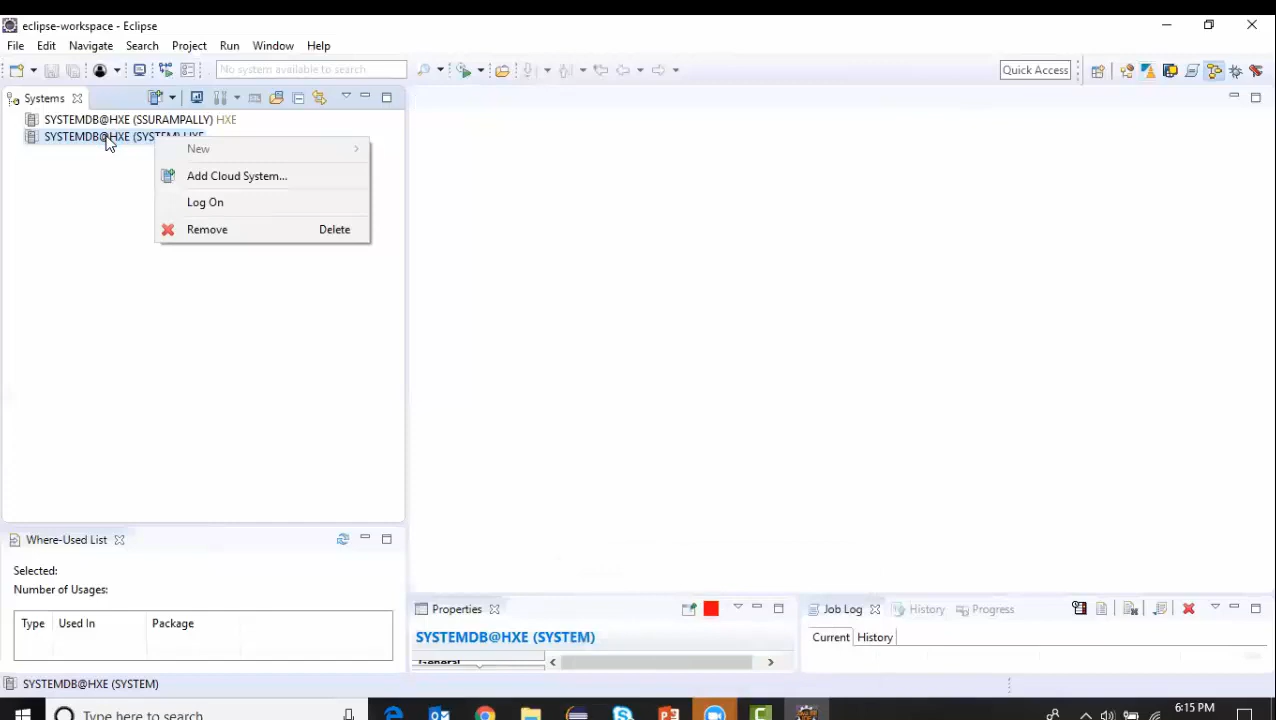 eclipse-workspace - Eclipse
File Edit Navigate Search Project Run Window Help
No system available to search
Quick Access
Systems
SYSTEMDB@HXE (SSURAMPALLY) HXE
SYSTEMDB@HXE (SYSTEM) HXE
New
Add Cloud System...
Log On
Remove Delete
Where-Used List
Selected:
Number of Usages:
Type Used In Package
Properties
SYSTEMDB@HXE (SYSTEM)
General
Job Log History Progress
Current History
SYSTEMDB@HXE (SYSTEM)
Type here to search
6:15 PM